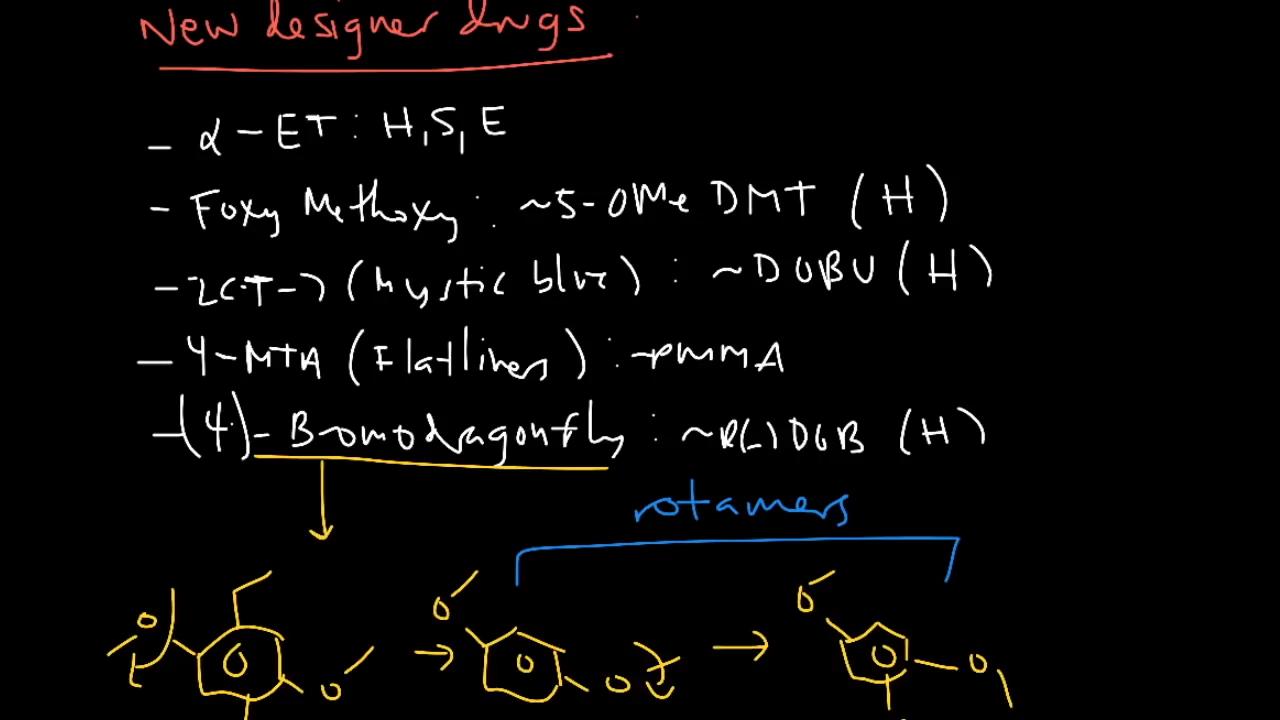 New designer drugs
- α-ET: H, S, E
- Foxy Methoxy: ~5-OMe DMT (H)
- 2CT-7 (Mystic blue): ~DOBU (H)
- 4-MTA (Flatliners): ~PMMA
-(4)- Bromodragonfly: ~R(-)DOB (H)
rotamers
O O O O O O O O O